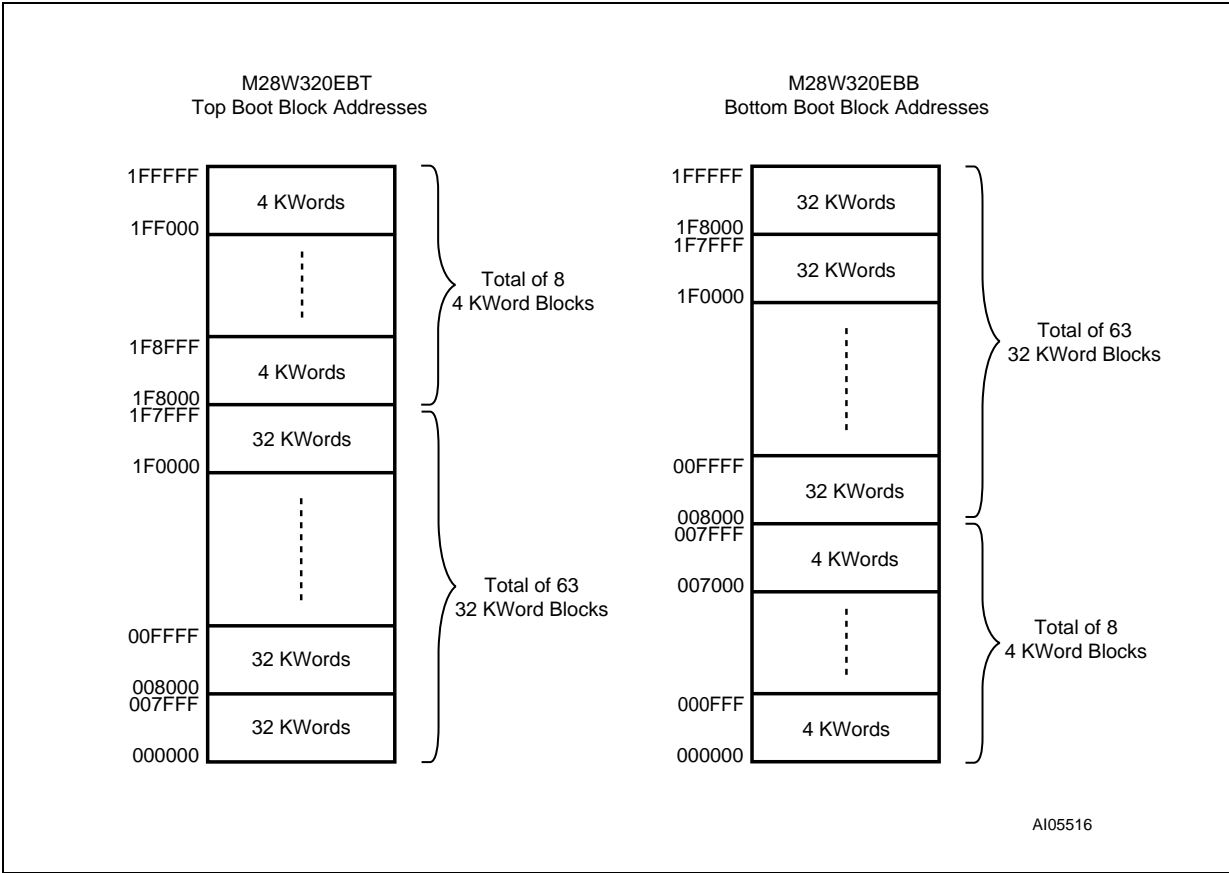 M28W320EBT
Top Boot Block Addresses
1FFFFF
4 KWords
1FF000
Total of 8
4 KWord Blocks
1F8FFF
4 KWords
1F8000
1F7FFF
32 KWords
1F0000
Total of 63
32 KWord Blocks
00FFFF
32 KWords
008000
007FFF
32 KWords
000000
M28W320EBB
Bottom Boot Block Addresses
1FFFFF
32 KWords
1F8000
1F7FFF
32 KWords
1F0000
Total of 63
32 KWord Blocks
00FFFF
32 KWords
008000
007FFF
4 KWords
007000
Total of 8
4 KWord Blocks
000FFF
4 KWords
000000
AI05516